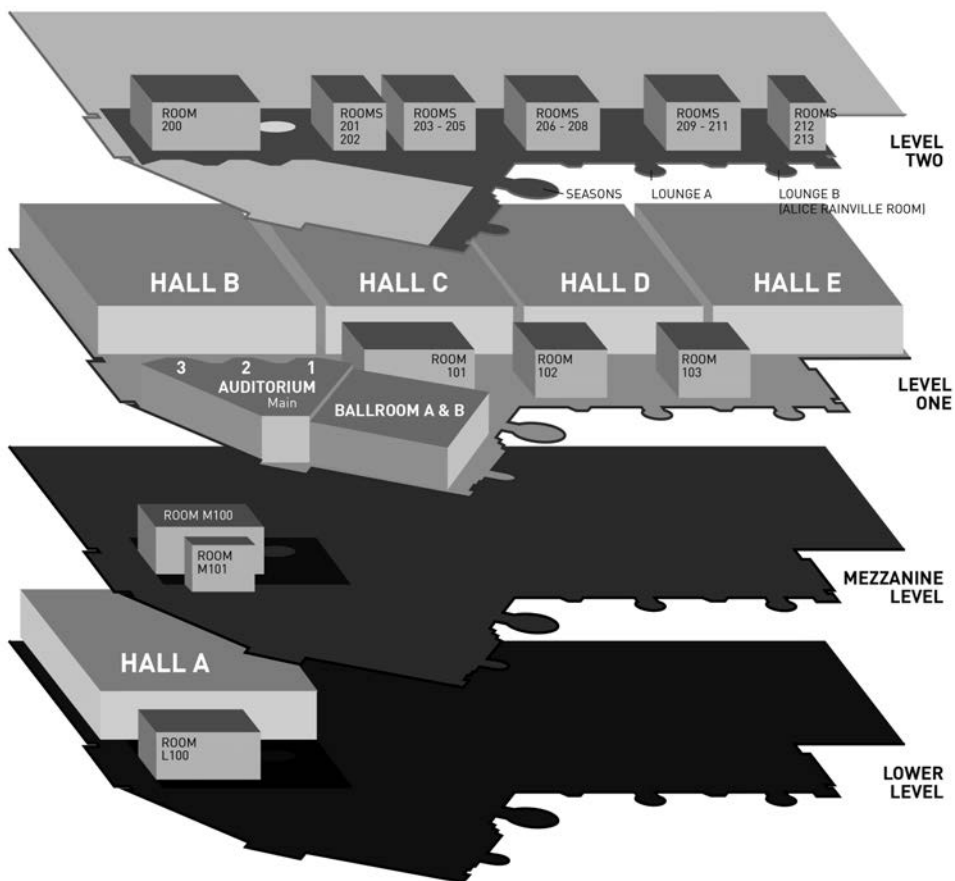 ROOM
200
ROOMS
201
202
ROOMS
203 - 205
ROOMS
206 - 208
ROOMS
209 - 211
ROOMS
212
213
LEVEL
TWO
SEASONS
LOUNGE A
LOUNGE B
(ALICE RAINVILLE ROOM)
HALL B
HALL C
HALL D
HALL E
ROOM
101
ROOM
102
ROOM
103
3 2 1
AUDITORIUM
Main
BALLROOM A & B
LEVEL
ONE
ROOM M100
ROOM
M101
MEZZANINE
LEVEL
HALL A
ROOM
L100
LOWER
LEVEL